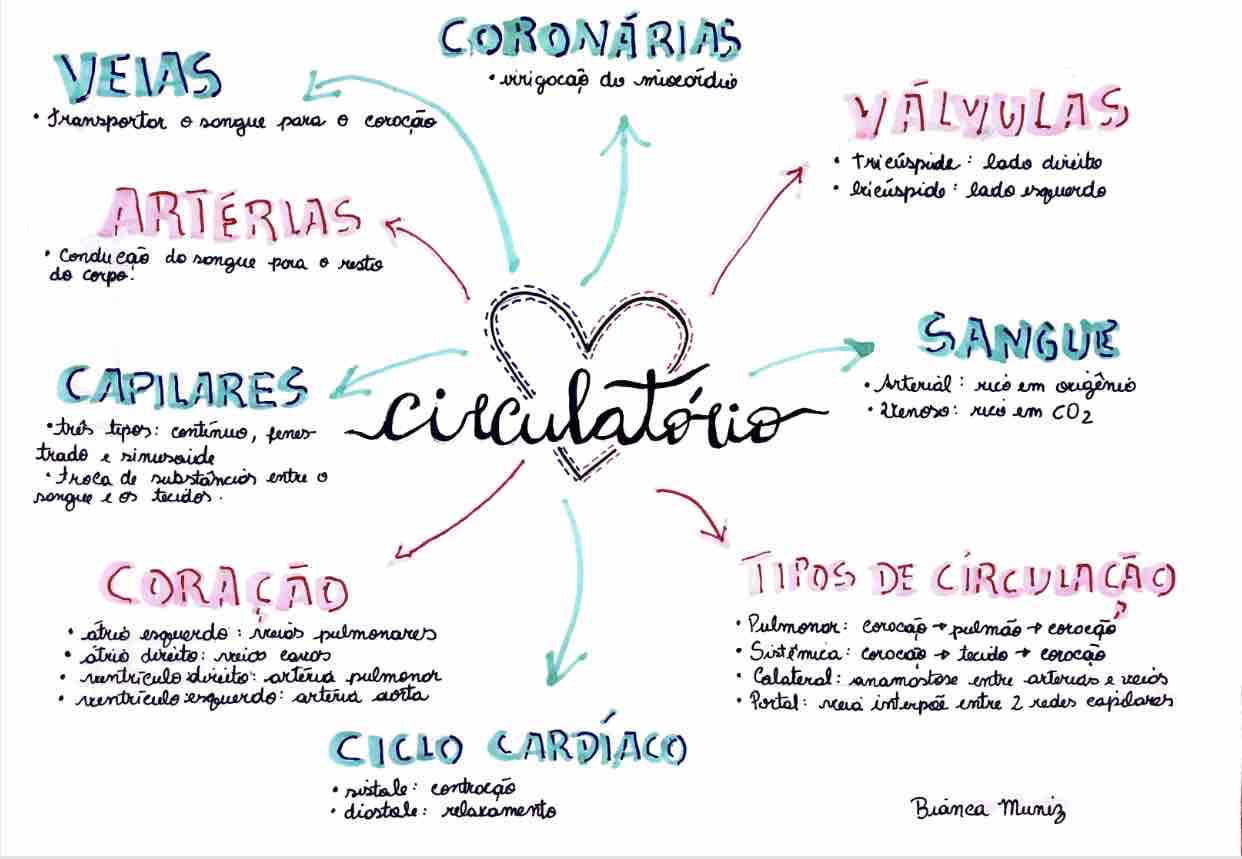 CORONÁRIAS
• irrigação do miocárdio
VEIAS
• Transportar o sangue para o coração
VÁLVULAS
• tricúspide: lado direito
• bicúspide: lado esquerdo
ARTÉRIAS
• Condução do sangue para o resto
do corpo.
SANGUE
• Arterial: rico em oxigênio
• Venoso: rico em CO2
CAPILARES
• três tipos: contínuo, fenes-
trado e sinusoide
• Troca de substâncias entre o
sangue e os tecidos.
circulatório
CORAÇÃO
• átrio esquerdo: veias pulmonares
• átrio direito: veias cavas
• ventrículo direito: artéria pulmonar
• ventrículo esquerdo: artéria aorta
TIPOS DE CÍRCULAÇÃO
• Pulmonar: coração → pulmão → coração
• Sistêmica: coração → tecido → coração
• Colateral: anamostose entre artérias e veias
• Portal: veia interpõe entre 2 redes capilares
CICLO CARDÍACO
• sístole: contração
• diástole: relaxamento
Bianca Muniz